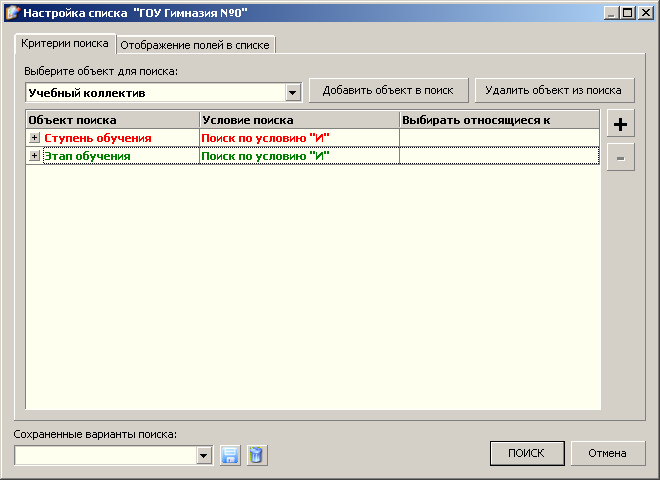 Настройка списка "ГОУ Гимназия №0"
Критерии поиска Отображение полей в списке
Выберите объект для поиска:
Учебный коллектив Добавить объект в поиск Удалить объект из поиска
Объект поиска Условие поиска Выбирать относящиеся к
Ступень обучения Поиск по условию "И"
Этап обучения Поиск по условию "И"
+
-
Сохраненные варианты поиска:
ПОИСК Отмена